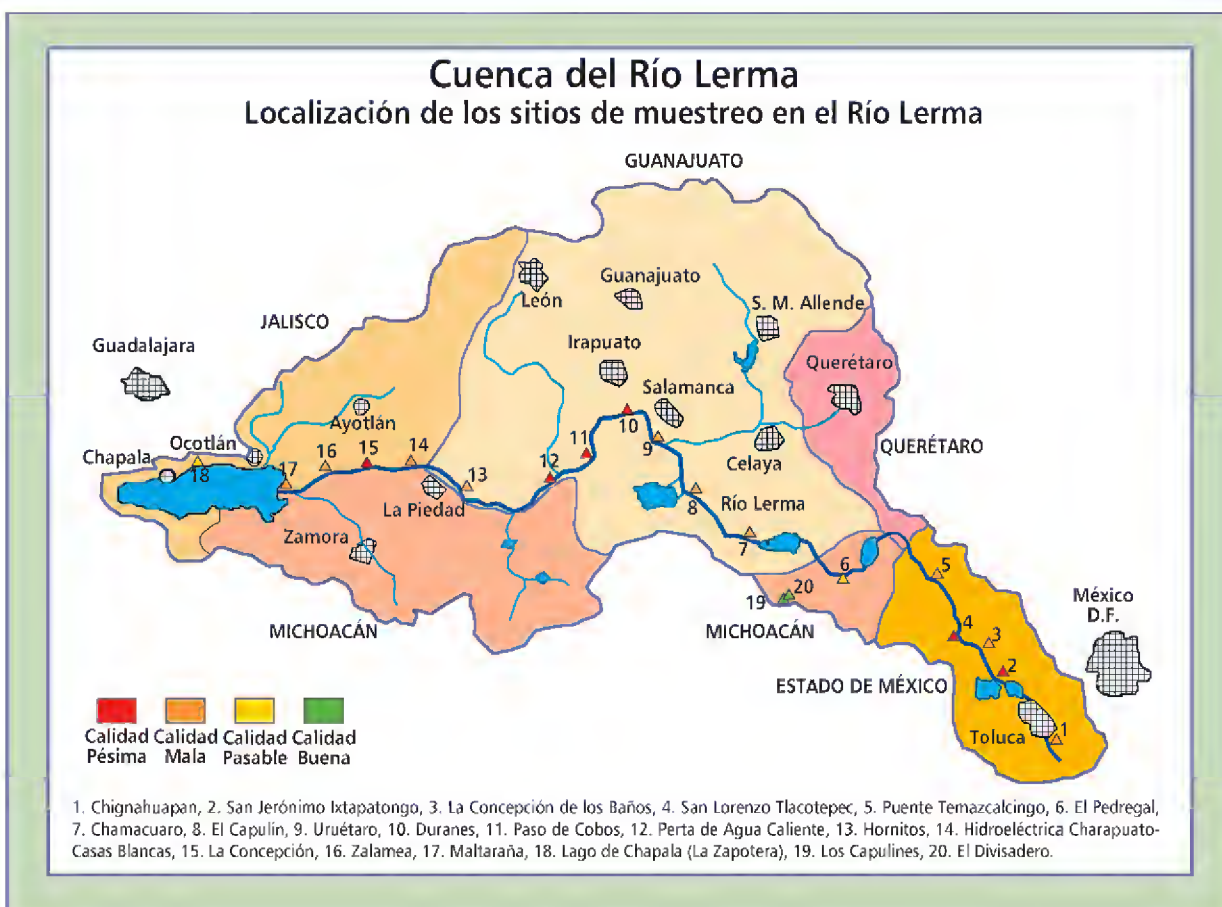 Cuenca del Río Lerma
Localización de los sitios de muestreo en el Río Lerma
GUANAJUATO
León
Guanajuato
S. M. Allende
JALISCO
Guadalajara
Irapuato
Querétaro
Salamanca
Ayotlán
10
Ocotlán
11
9
QUERÉTARO
Chapala
18
17
16
15
14
13
12
Celaya
La Piedad
8
Río Lerma
Zamora
7
6
5
20
19
México
D.F.
MICHOACÁN
MICHOACÁN
4
3
2
ESTADO DE MÉXICO
Toluca
1
Calidad Pésima
Calidad Mala
Calidad Pasable
Calidad Buena
1. Chignahuapan, 2. San Jerónimo Ixtapatongo, 3. La Concepción de los Baños, 4. San Lorenzo Tlacotepec, 5. Puente Temazcalcingo, 6. El Pedregal,
7. Chamacuaro, 8. El Capulín, 9. Uruétaro, 10. Duranes, 11. Paso de Cobos, 12. Perta de Agua Caliente, 13. Hornitos, 14. Hidroeléctrica Charapuato-
Casas Blancas, 15. La Concepción, 16. Zalamea, 17. Maltaraña, 18. Lago de Chapala (La Zapotera), 19. Los Capulines, 20. El Divisadero.